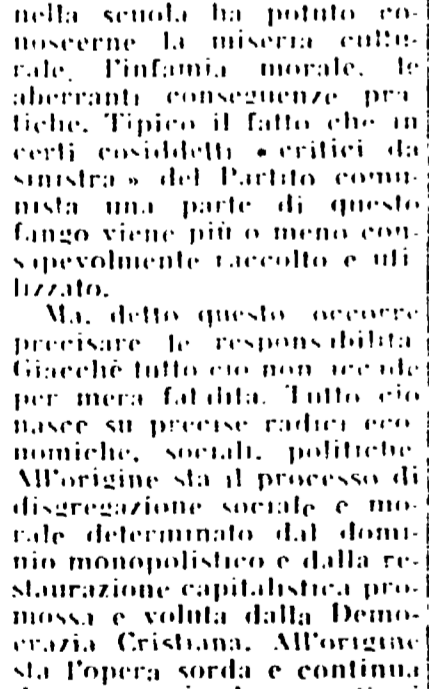 nella scuola ha potuto co-
noscerne la miseria cultu-
rale, l'infamia morale, le
aberranti conseguenze pra-
tiche. Tipico il fatto che in
certi cosiddetti « critici da
sinistra » del Partito comu-
nista una parte di questo
fango viene più o meno con-
sapevolmente raccolto e uti-
lizzato.
Ma, detto questo occorre
precisare le responsabilità
Giacchè tutto ciò non accade
per mera fatalità. Tutto ciò
nasce su precise radici eco-
nomiche, sociali, politiche
All'origine sta il processo di
disgregazione sociale e mo-
rale determinato dal domi-
nio monopolistico e dalla re-
staurazione capitalistica pro-
mossa e voluta dalla Demo-
crazia Cristiana. All'origine
sta l'opera sorda e continua